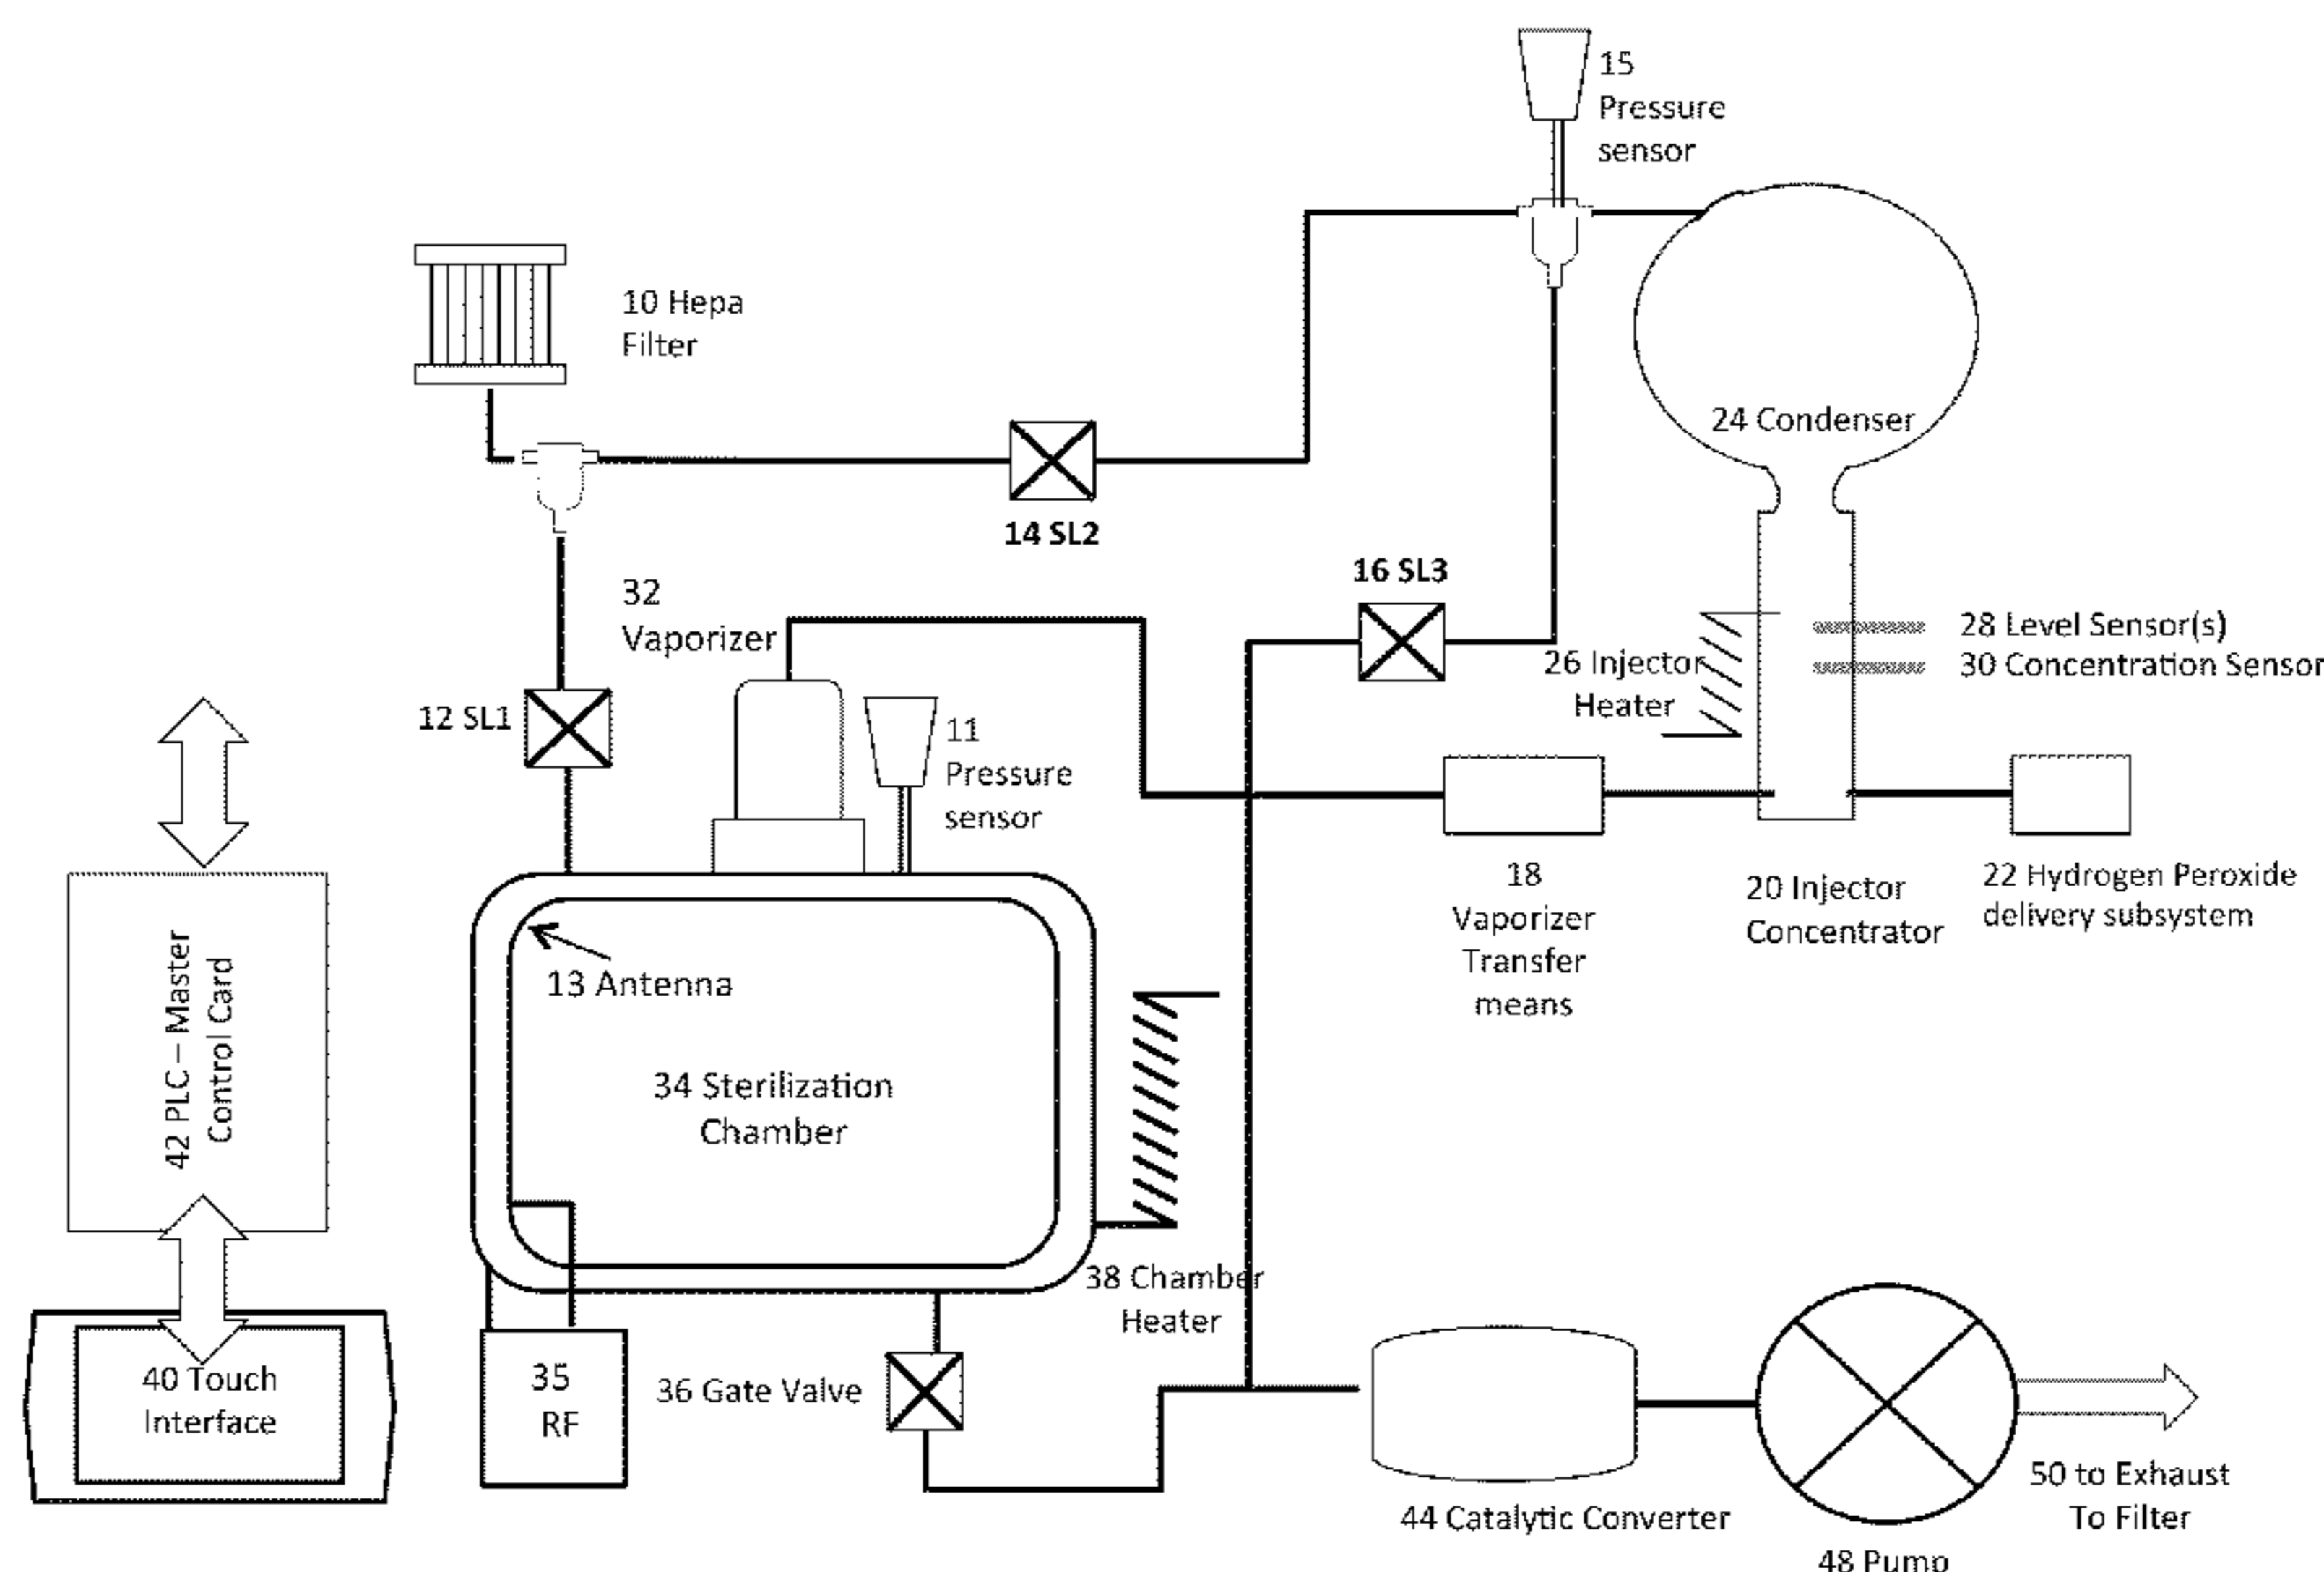 15
Pressure
sensor
10 Hepa
Filter
24 Condenser
14 SL2
16 SL3
32
Vaporizer
28 Level Sensor(s)
30 Concentration Sensor
26 Injector
Heater
12 SL1
11
Pressure
sensor
18
Vaporizer
Transfer
means
20 Injector
Concentrator
22 Hydrogen Peroxide
delivery subsystem
13 Antenna
42 PLC – Master
Control Card
34 Sterilization
Chamber
38 Chamber
Heater
40 Touch
Interface
35
RF
36 Gate Valve
44 Catalytic Converter
50 to Exhaust
To Filter
48 Pump